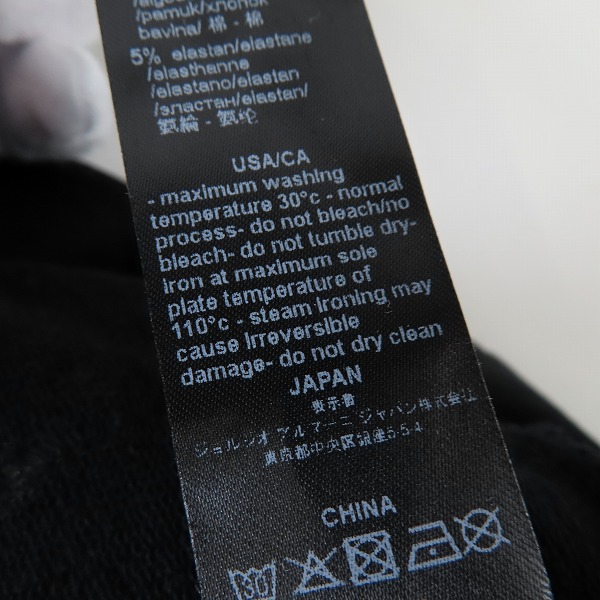 /pamuk/xlopok
bavlna/ 棉 · 棉
5% elastan/elastane
/elasthanne
/elastano/elastan
/эластан/elastan/
氨綸 · 氨纶
USA/CA
- maximum washing
temperature 30°c - normal
process- do not bleach/no
bleach- do not tumble dry-
iron at maximum sole
plate temperature of
110°c - steam ironing may
cause irreversible
damage- do not dry clean
JAPAN
表示者
ジョルジオ アルマーニ ジャパン株式会社
東京都中央区銀座5-5-4
CHINA
30